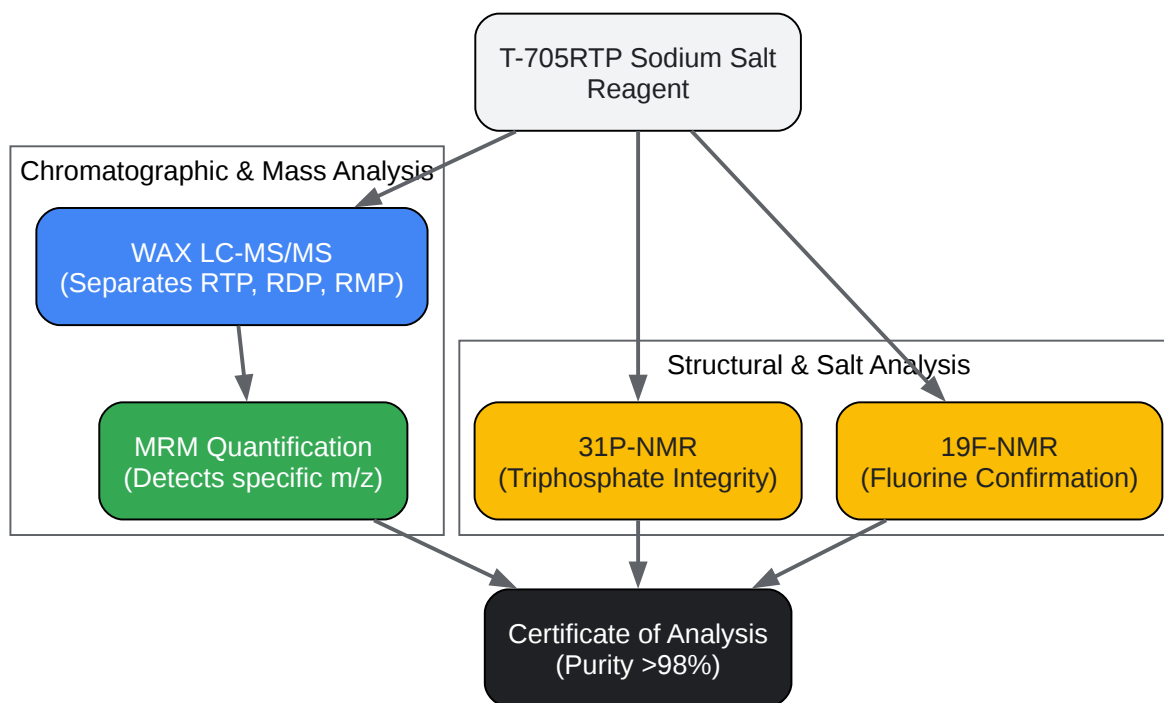 T-705RTP Sodium Salt
Reagent
Chromatographic & Mass Analysis
WAX LC-MS/MS
(Separates RTP, RDP, RMP)
Structural & Salt Analysis
MRM Quantification
(Detects specific m/z)
31P-NMR
(Triphosphate Integrity)
19F-NMR
(Fluorine Confirmation)
Certificate of Analysis
(Purity >98%)